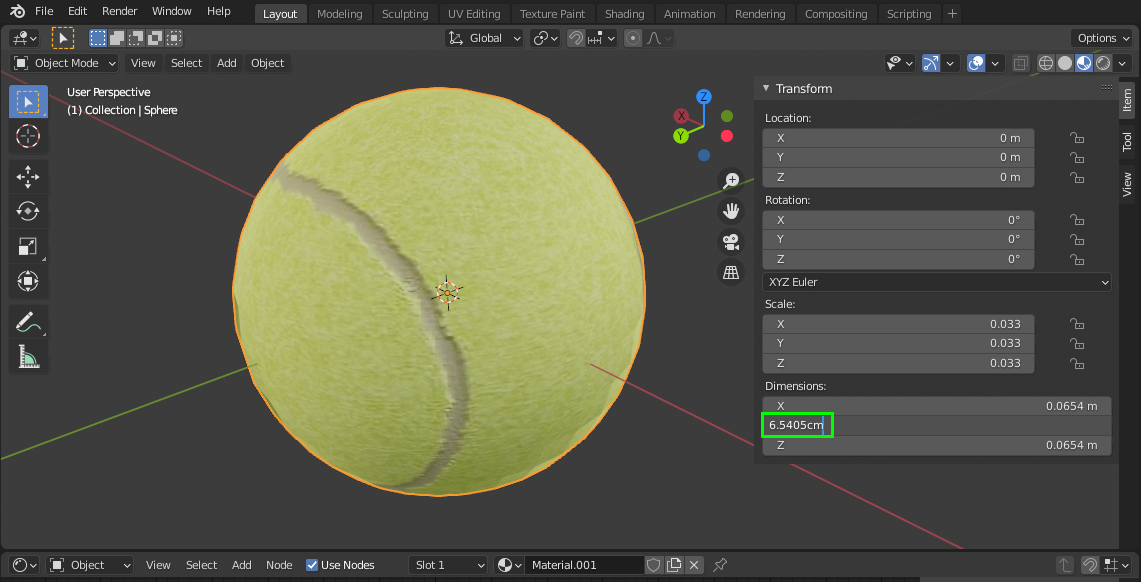 File Edit Render Window Help Layout Modeling Sculpting UV Editing Texture Paint Shading Animation Rendering Compositing Scripting +
Global Options
Object Mode View Select Add Object
User Perspective
(1) Collection | Sphere
Z
X
Y
Transform
Location:
X 0 m
Y 0 m
Z 0 m
Rotation:
X 0°
Y 0°
Z 0°
XYZ Euler
Scale:
X 0.033
Y 0.033
Z 0.033
Dimensions:
X 0.0654 m
6.5405cm
Z 0.0654 m
Item
Tool
View
Object View Select Add Node Use Nodes Slot 1 Material.001